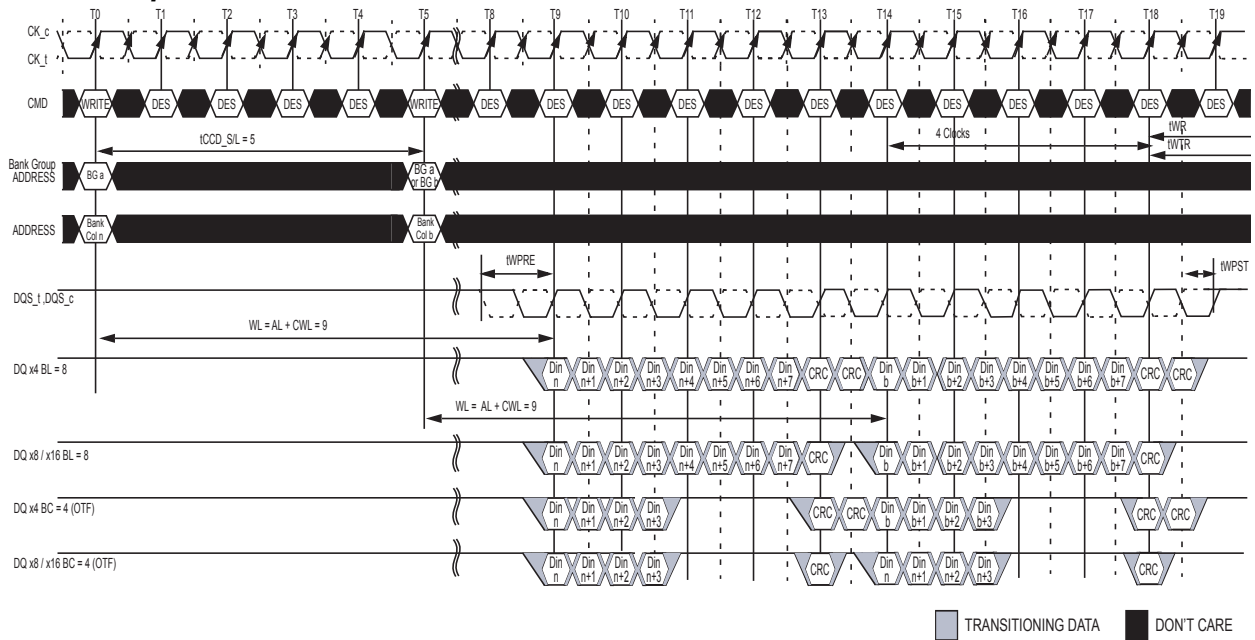 T0 T1 T2 T3 T4 T5 T8 T9 T10 T11 T12 T13 T14 T15 T16 T17 T18 T19
CK_c
CK_t
CMD WRITE DES DES DES DES WRITE DES DES DES DES DES DES DES DES DES DES DES DES
tCCD_S/L = 5
4 Clocks
tWR
tWTR
Bank Group
ADDRESS
BG a
BG a
or BG b
ADDRESS
Bank
Col n
Bank
Col b
tWPRE
tWPST
DQS_t ,DQS_c
WL = AL + CWL = 9
DQ x4 BL = 8
Din n Din n+1 Din n+2 Din n+3 Din n+4 Din n+5 Din n+6 Din n+7 CRC CRC Din b Din b+1 Din b+2 Din b+3 Din b+4 Din b+5 Din b+6 Din b+7 CRC CRC
WL = AL + CWL = 9
DQ x8 / x16 BL = 8
Din n Din n+1 Din n+2 Din n+3 Din n+4 Din n+5 Din n+6 Din n+7 CRC Din b Din b+1 Din b+2 Din b+3 Din b+4 Din b+5 Din b+6 Din b+7 CRC
DQ x4 BC = 4 (OTF)
Din n Din n+1 Din n+2 Din n+3 CRC CRC Din b Din b+1 Din b+2 Din b+3 CRC CRC
DQ x8 / x16 BC = 4 (OTF)
Din n Din n+1 Din n+2 Din n+3 CRC Din n Din n+1 Din n+2 Din n+3 CRC
TRANSITIONING DATA
DON'T CARE